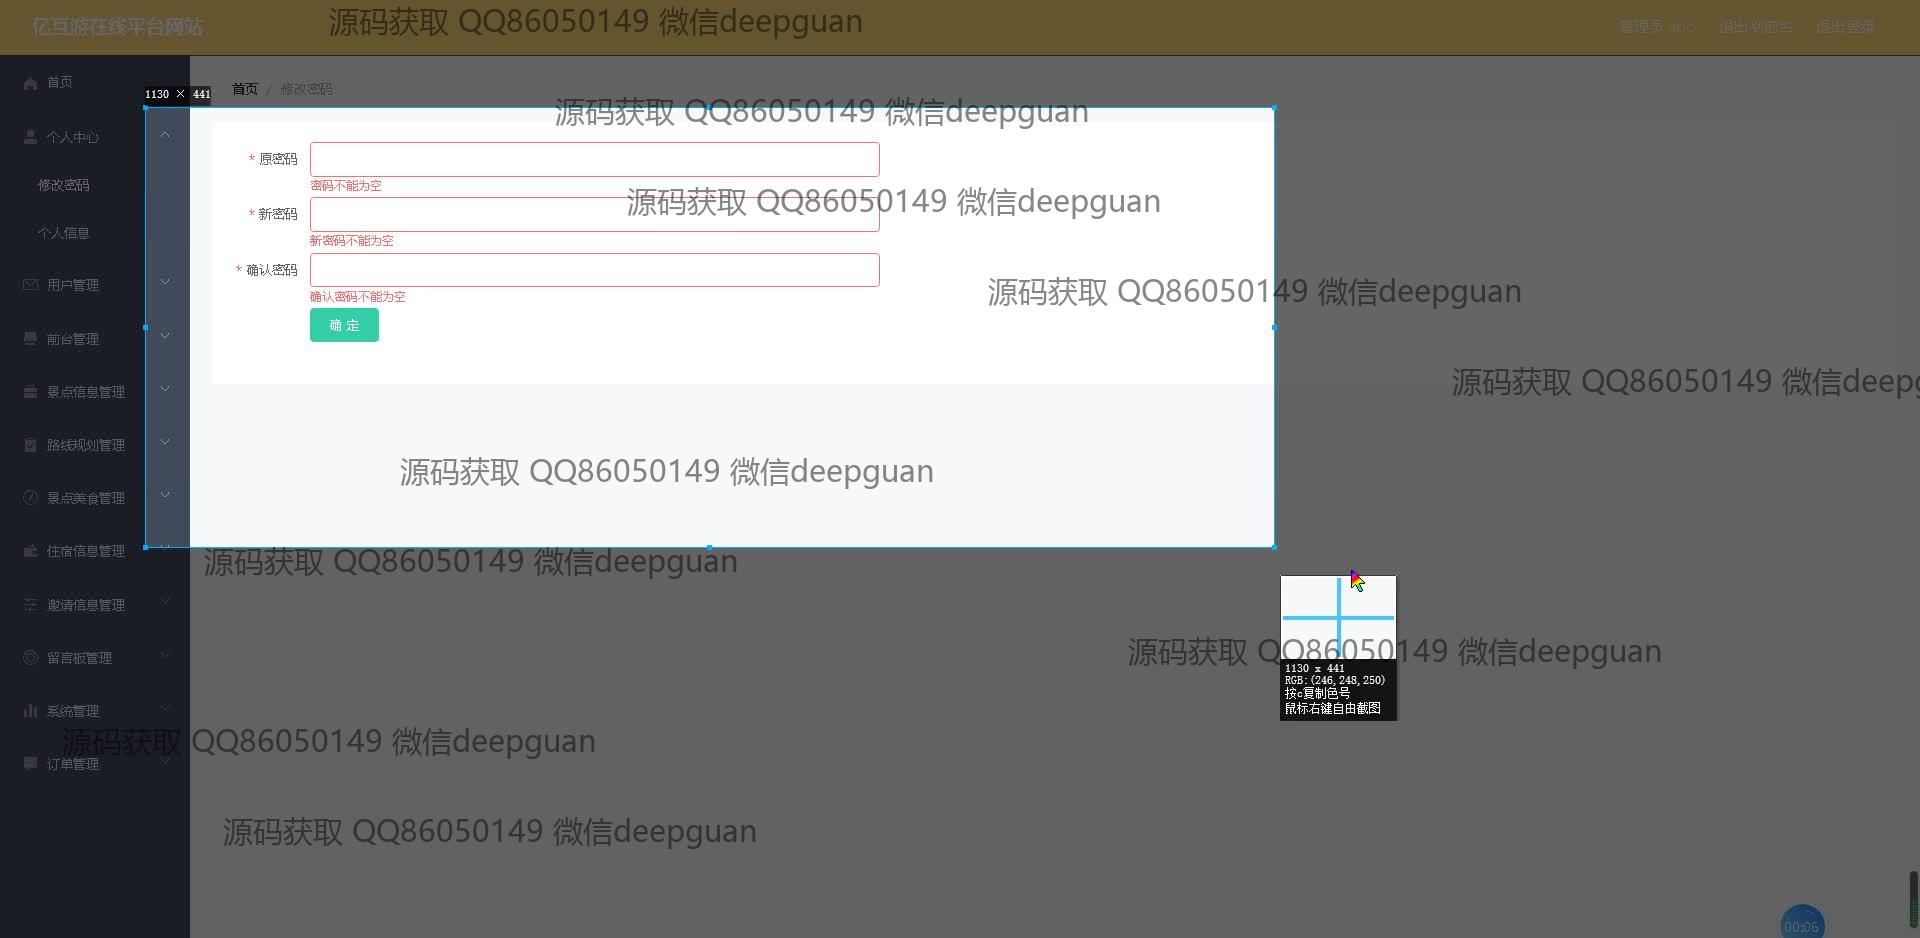 亿互游在线平台网站
源码获取 QQ86050149 微信deepguan
管理员 abo
退出到前台
退出登录
首页
1130 × 441
首页 / 修改密码
源码获取 QQ86050149 微信deepguan
个人中心
* 原密码
密码不能为空
修改密码
源码获取 QQ86050149 微信deepguan
* 新密码
新密码不能为空
个人信息
* 确认密码
确认密码不能为空
用户管理
源码获取 QQ86050149 微信deepguan
确 定
前台管理
景点信息管理
源码获取 QQ86050149 微信deepg
路线规划管理
源码获取 QQ86050149 微信deepguan
景点美食管理
住宿信息管理
源码获取 QQ86050149 微信deepguan
邀请信息管理
留言板管理
源码获取 QQ86050149 微信deepguan
1130 x 441
RGB:(246,248,250)
按c复制色号
鼠标右键自由截图
系统管理
源码获取 QQ86050149 微信deepguan
订单管理
源码获取 QQ86050149 微信deepguan
00:06